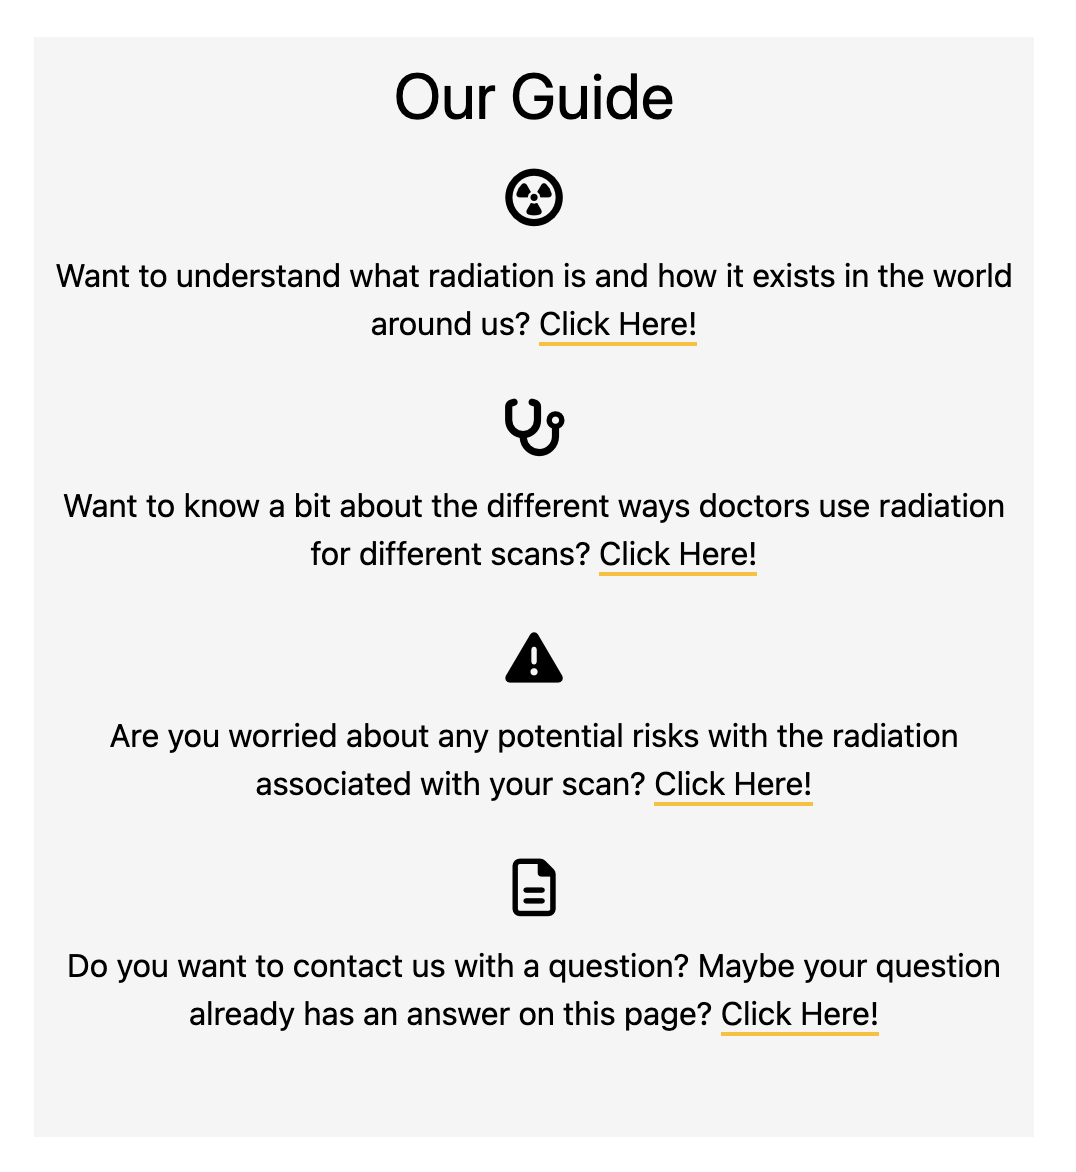 Our Guide
Want to understand what radiation is and how it exists in the world
around us? Click Here!
Want to know a bit about the different ways doctors use radiation
for different scans? Click Here!
Are you worried about any potential risks with the radiation
associated with your scan? Click Here!
Do you want to contact us with a question? Maybe your question
already has an answer on this page? Click Here!